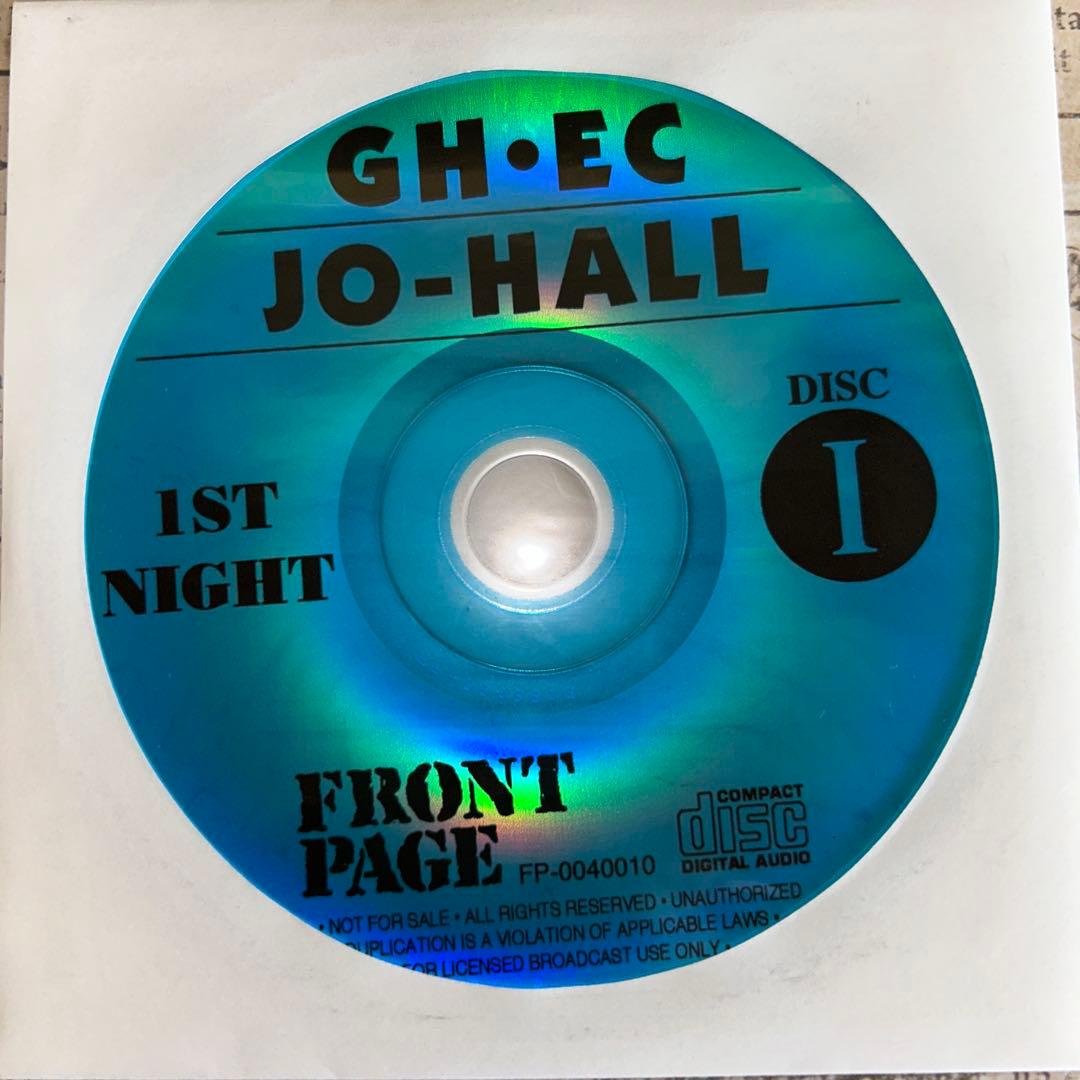 GH•EC
JO-HALL
DISC
I
1ST
NIGHT
FRONT
PAGE FP-0040010
COMPACT
disc
DIGITAL AUDIO
• NOT FOR SALE • ALL RIGHTS RESERVED • UNAUTHORIZED
DUPLICATION IS A VIOLATION OF APPLICABLE LAWS •
FOR LICENSED BROADCAST USE ONLY •